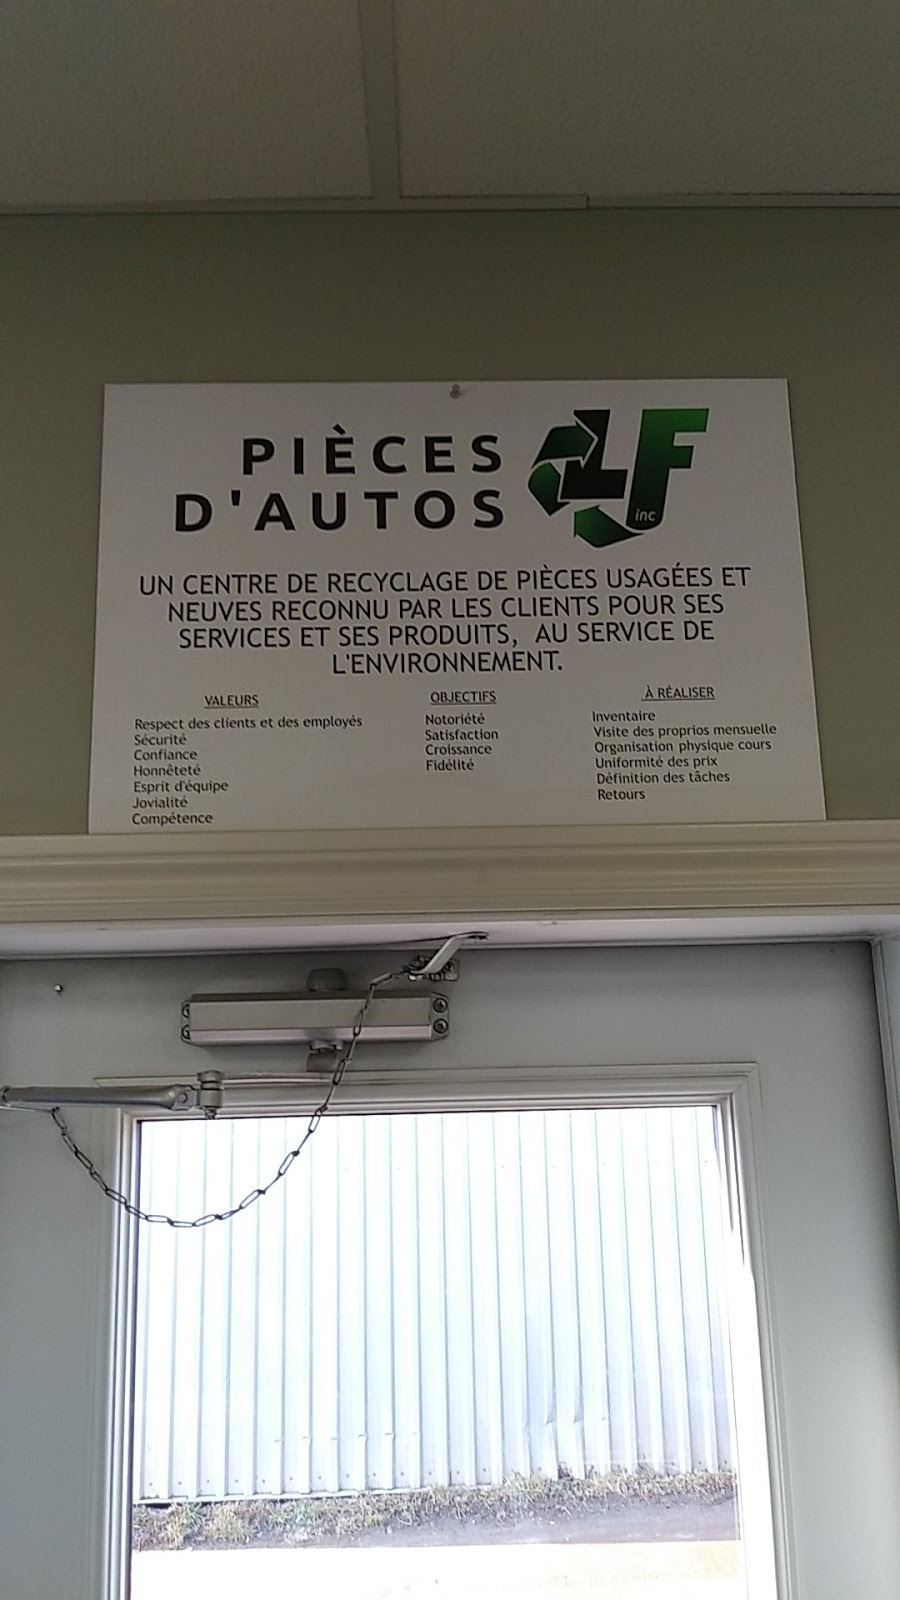 PIÈCES
D'AUTOS
LF
inc
UN CENTRE DE RECYCLAGE DE PIÈCES USAGÉES ET
NEUVES RECONNU PAR LES CLIENTS POUR SES
SERVICES ET SES PRODUITS, AU SERVICE DE
L'ENVIRONNEMENT.
VALEURS
Respect des clients et des employés
Sécurité
Confiance
Honnêteté
Esprit d'équipe
Jovialité
Compétence
OBJECTIFS
Notoriété
Satisfaction
Croissance
Fidélité
À RÉALISER
Inventaire
Visite des proprios mensuelle
Organisation physique cours
Uniformité des prix
Définition des tâches
Retours